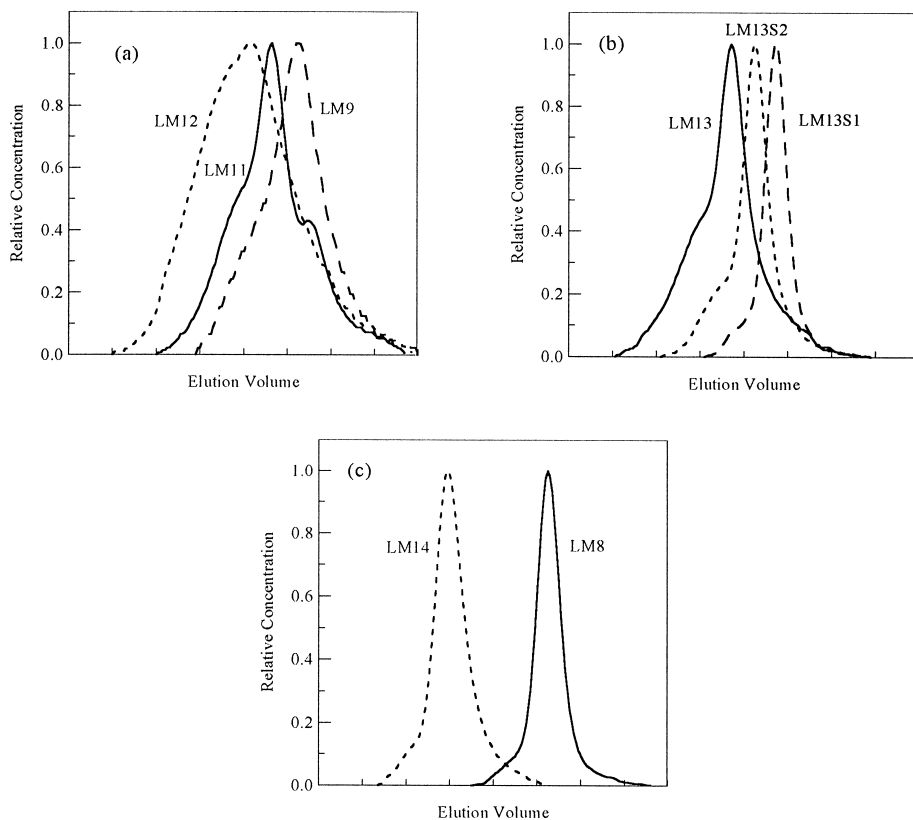 (a)
1.0
0.8
0.6
0.4
0.2
0.0
Relative Concentration
LM12
LM11
LM9
Elution Volume
(b)
1.0
0.8
0.6
0.4
0.2
0.0
Relative Concentration
LM13S2
LM13
LM13S1
Elution Volume
(c)
1.0
0.8
0.6
0.4
0.2
0.0
Relative Concentration
LM14
LM8
Elution Volume